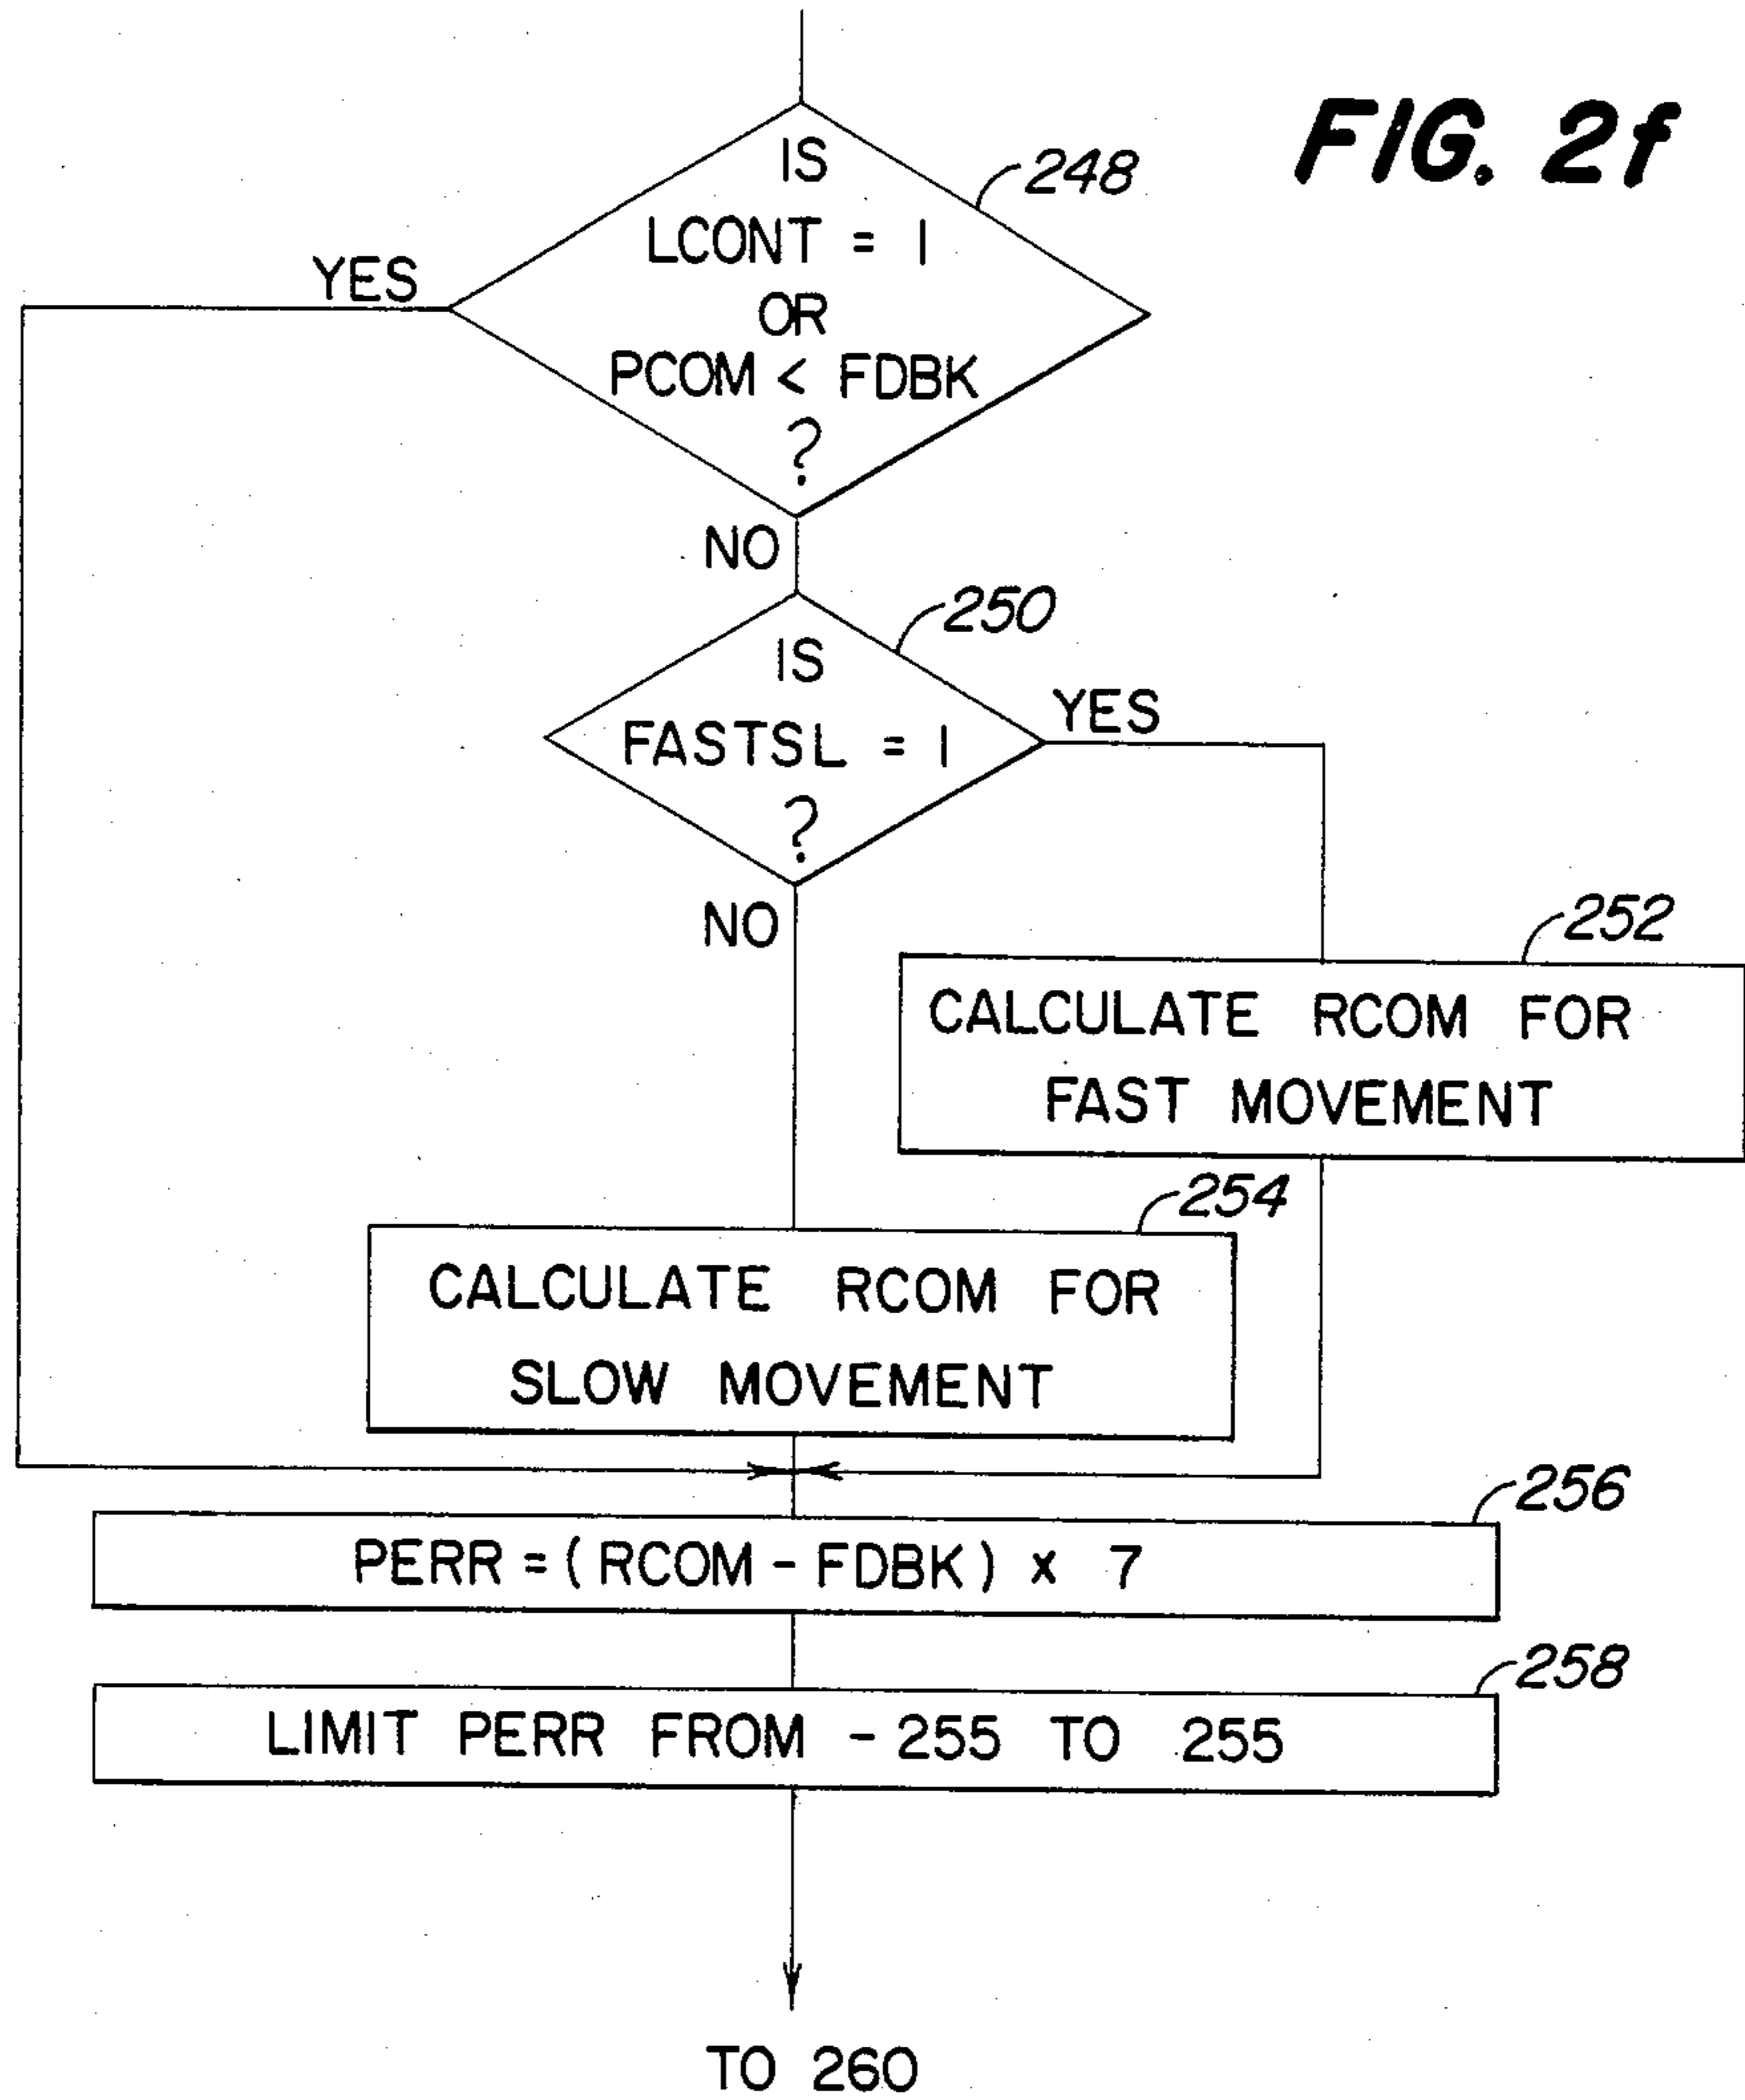 FIG. 2f
IS
LCONT = 1
OR
PCOM < FDBK
?
248
YES
NO
IS
FASTSL = 1
?
250
YES
NO
252
CALCULATE RCOM FOR
FAST MOVEMENT
254
CALCULATE RCOM FOR
SLOW MOVEMENT
256
PERR = (RCOM - FDBK) x 7
258
LIMIT PERR FROM - 255 TO 255
TO 260